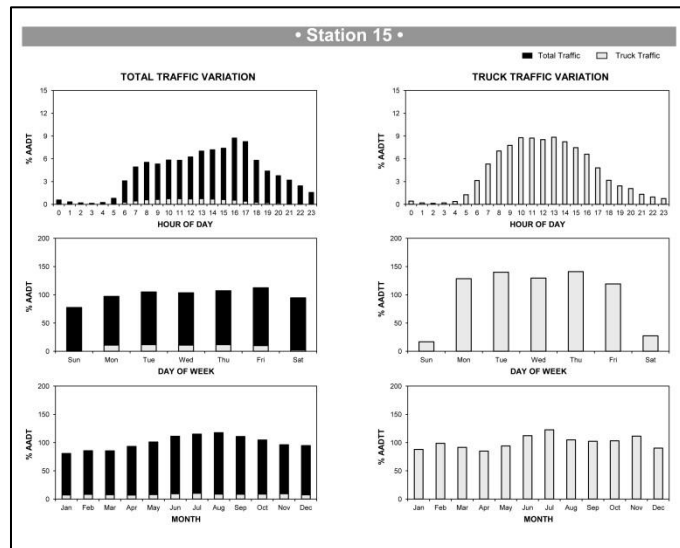 • Station 15 •
Total Traffic Truck Traffic
TOTAL TRAFFIC VARIATION
15
12
9
6
3
0
% AADT
0 1 2 3 4 5 6 7 8 9 10 11 12 13 14 15 16 17 18 19 20 21 22 23
HOUR OF DAY
200
150
100
50
0
% AADT
Sun Mon Tue Wed Thu Fri Sat
DAY OF WEEK
200
150
100
50
0
% AADT
Jan Feb Mar Apr May Jun Jul Aug Sep Oct Nov Dec
MONTH
TRUCK TRAFFIC VARIATION
15
12
9
6
3
0
% AADTT
0 1 2 3 4 5 6 7 8 9 10 11 12 13 14 15 16 17 18 19 20 21 22 23
HOUR OF DAY
200
150
100
50
0
% AADTT
Sun Mon Tue Wed Thu Fri Sat
DAY OF WEEK
200
150
100
50
0
% AADTT
Jan Feb Mar Apr May Jun Jul Aug Sep Oct Nov Dec
MONTH